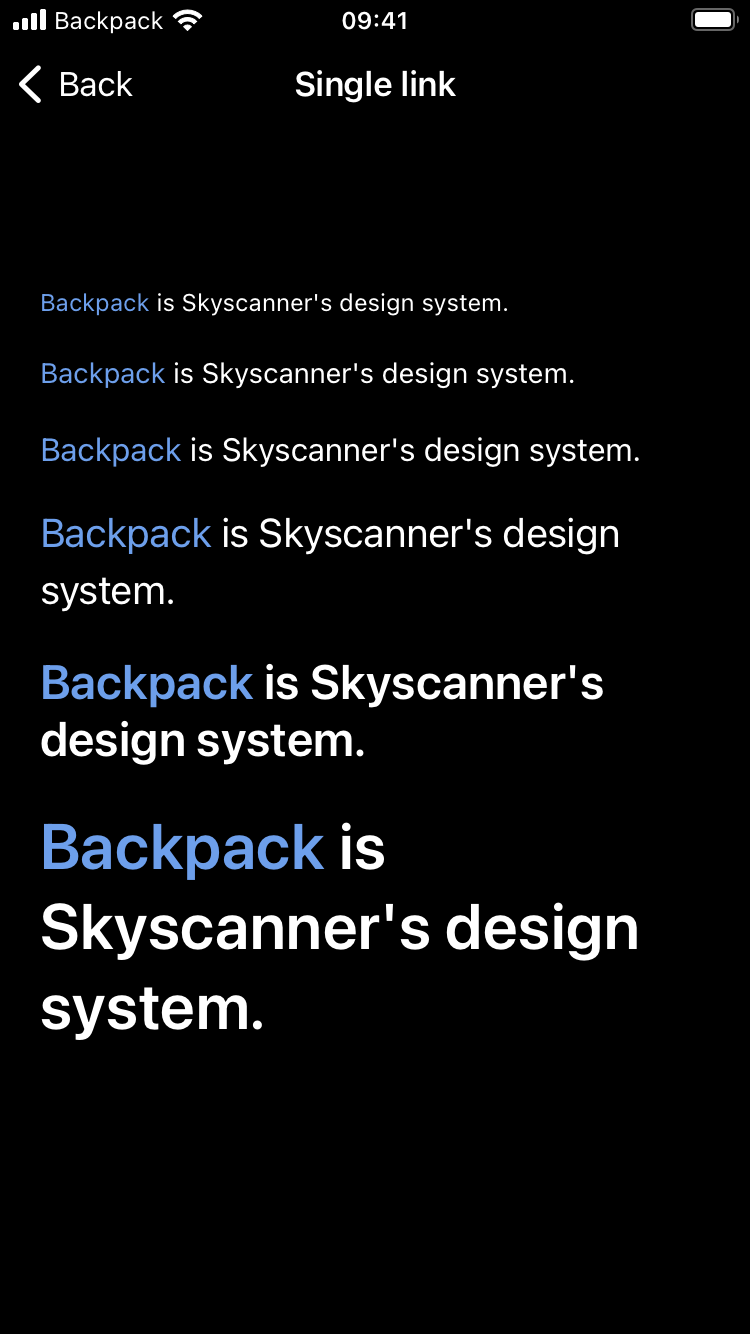 Backpack 09:41
Back Single link
Backpack is Skyscanner's design system.
Backpack is Skyscanner's design system.
Backpack is Skyscanner's design system.
Backpack is Skyscanner's design
system.
Backpack is Skyscanner's
design system.
Backpack is
Skyscanner's design
system.